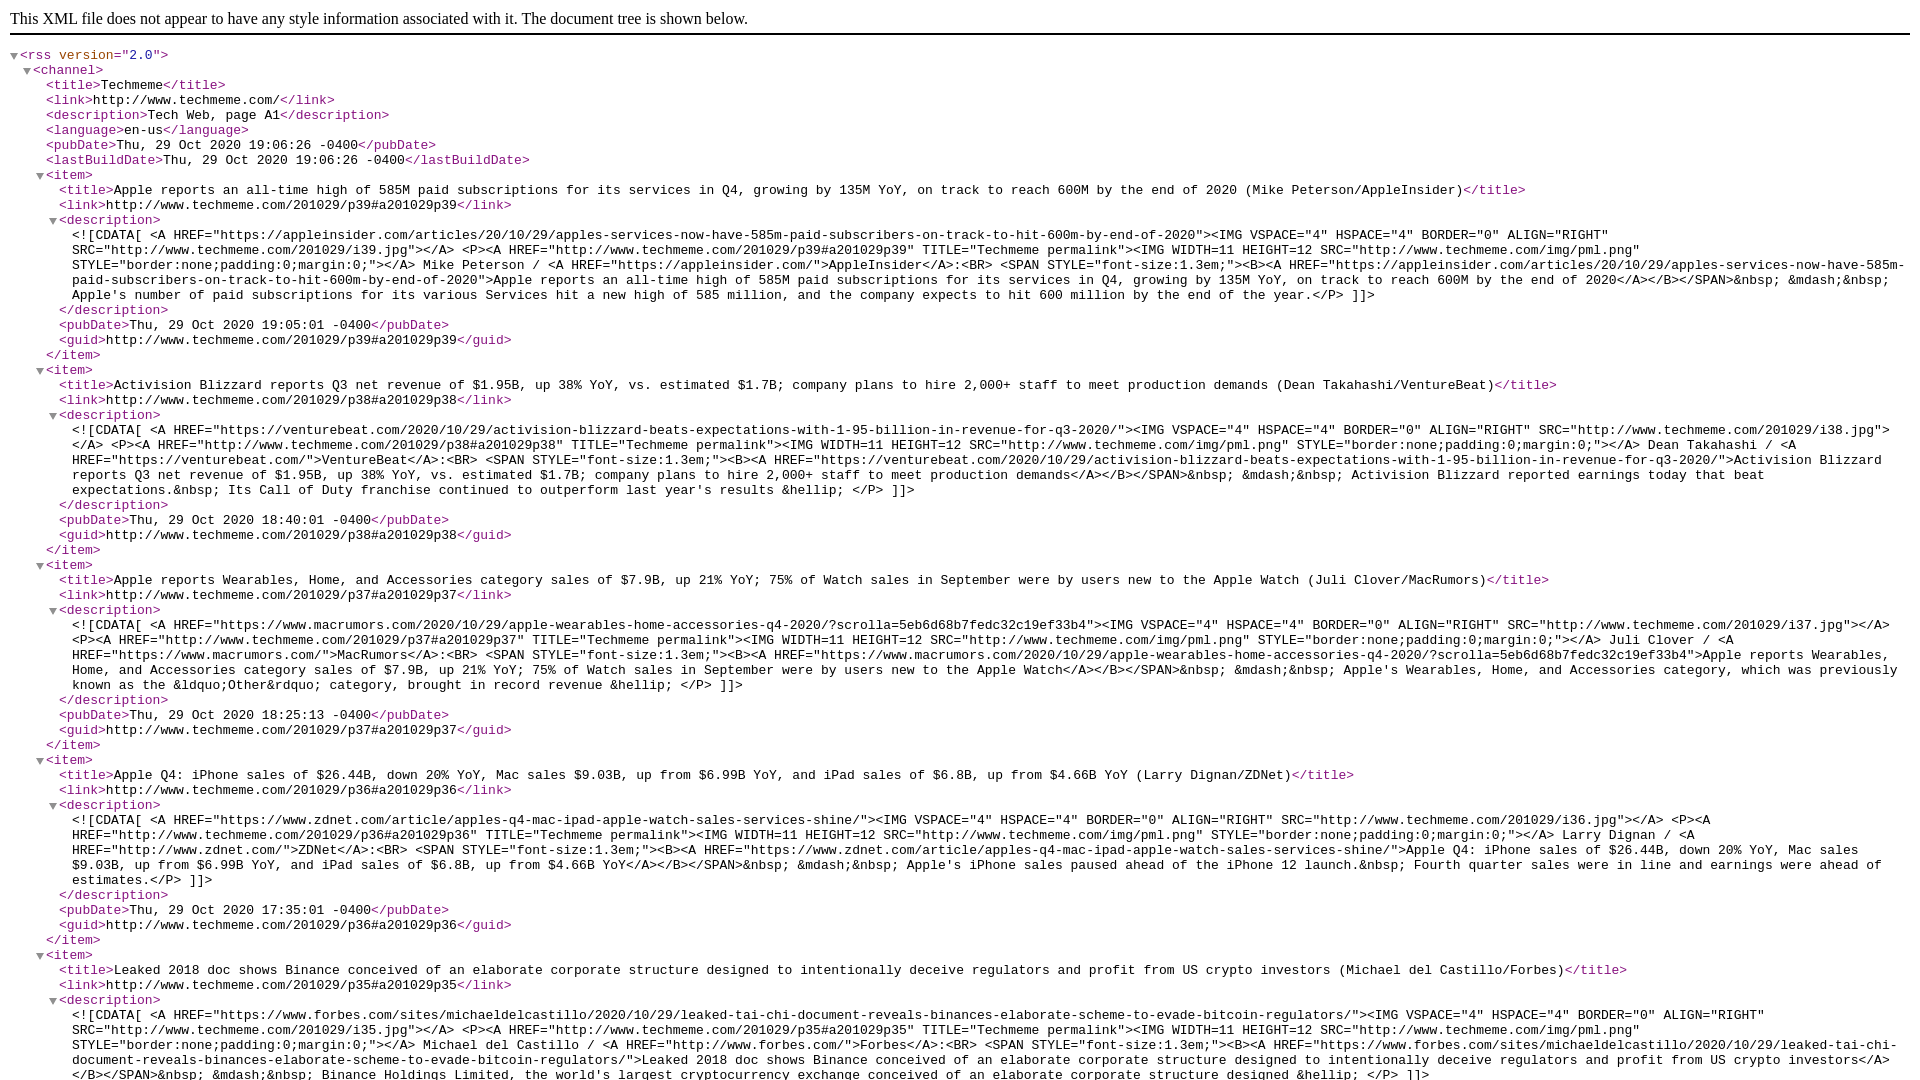 This XML file does not appear to have any style information associated with it. The document tree is shown below.
<rss version="2.0">
<channel>
<title>Techmeme</title>
<link>http://www.techmeme.com/</link>
<description>Tech Web, page A1</description>
<language>en-us</language>
<pubDate>Thu, 29 Oct 2020 19:06:26 -0400</pubDate>
<lastBuildDate>Thu, 29 Oct 2020 19:06:26 -0400</lastBuildDate>
<item>
<title>Apple reports an all-time high of 585M paid subscriptions for its services in Q4, growing by 135M YoY, on track to reach 600M by the end of 2020 (Mike Peterson/AppleInsider)</title>
<link>http://www.techmeme.com/201029/p39#a201029p39</link>
<description>
<![CDATA[ <A HREF="https://appleinsider.com/articles/20/10/29/apples-services-now-have-585m-paid-subscribers-on-track-to-hit-600m-by-end-of-2020"><IMG VSPACE="4" HSPACE="4" BORDER="0" ALIGN="RIGHT"
SRC="http://www.techmeme.com/201029/i39.jpg"></A> <P><A HREF="http://www.techmeme.com/201029/p39#a201029p39" TITLE="Techmeme permalink"><IMG WIDTH=11 HEIGHT=12 SRC="http://www.techmeme.com/img/pml.png"
STYLE="border:none;padding:0;margin:0;"></A> Mike Peterson / <A HREF="https://appleinsider.com/">AppleInsider</A>:<BR> <SPAN STYLE="font-size:1.3em;"><B><A HREF="https://appleinsider.com/articles/20/10/29/apples-services-now-have-585m-
paid-subscribers-on-track-to-hit-600m-by-end-of-2020">Apple reports an all-time high of 585M paid subscriptions for its services in Q4, growing by 135M YoY, on track to reach 600M by the end of 2020</A></B></SPAN>&nbsp; &mdash;&nbsp;
Apple's number of paid subscriptions for its various Services hit a new high of 585 million, and the company expects to hit 600 million by the end of the year.</P> ]]>
</description>
<pubDate>Thu, 29 Oct 2020 19:05:01 -0400</pubDate>
<guid>http://www.techmeme.com/201029/p39#a201029p39</guid>
</item>
<item>
<title>Activision Blizzard reports Q3 net revenue of $1.95B, up 38% YoY, vs. estimated $1.7B; company plans to hire 2,000+ staff to meet production demands (Dean Takahashi/VentureBeat)</title>
<link>http://www.techmeme.com/201029/p38#a201029p38</link>
<description>
<![CDATA[ <A HREF="https://venturebeat.com/2020/10/29/activision-blizzard-beats-expectations-with-1-95-billion-in-revenue-for-q3-2020/"><IMG VSPACE="4" HSPACE="4" BORDER="0" ALIGN="RIGHT" SRC="http://www.techmeme.com/201029/i38.jpg">
</A> <P><A HREF="http://www.techmeme.com/201029/p38#a201029p38" TITLE="Techmeme permalink"><IMG WIDTH=11 HEIGHT=12 SRC="http://www.techmeme.com/img/pml.png" STYLE="border:none;padding:0;margin:0;"></A> Dean Takahashi / <A
HREF="https://venturebeat.com/">VentureBeat</A>:<BR> <SPAN STYLE="font-size:1.3em;"><B><A HREF="https://venturebeat.com/2020/10/29/activision-blizzard-beats-expectations-with-1-95-billion-in-revenue-for-q3-2020/">Activision Blizzard
reports Q3 net revenue of $1.95B, up 38% YoY, vs. estimated $1.7B; company plans to hire 2,000+ staff to meet production demands</A></B></SPAN>&nbsp; &mdash;&nbsp; Activision Blizzard reported earnings today that beat
expectations.&nbsp; Its Call of Duty franchise continued to outperform last year's results &hellip; </P> ]]>
</description>
<pubDate>Thu, 29 Oct 2020 18:40:01 -0400</pubDate>
<guid>http://www.techmeme.com/201029/p38#a201029p38</guid>
</item>
<item>
<title>Apple reports Wearables, Home, and Accessories category sales of $7.9B, up 21% YoY; 75% of Watch sales in September were by users new to the Apple Watch (Juli Clover/MacRumors)</title>
<link>http://www.techmeme.com/201029/p37#a201029p37</link>
<description>
<![CDATA[ <A HREF="https://www.macrumors.com/2020/10/29/apple-wearables-home-accessories-q4-2020/?scrolla=5eb6d68b7fedc32c19ef33b4"><IMG VSPACE="4" HSPACE="4" BORDER="0" ALIGN="RIGHT" SRC="http://www.techmeme.com/201029/i37.jpg"></A>
<P><A HREF="http://www.techmeme.com/201029/p37#a201029p37" TITLE="Techmeme permalink"><IMG WIDTH=11 HEIGHT=12 SRC="http://www.techmeme.com/img/pml.png" STYLE="border:none;padding:0;margin:0;"></A> Juli Clover / <A
HREF="https://www.macrumors.com/">MacRumors</A>:<BR> <SPAN STYLE="font-size:1.3em;"><B><A HREF="https://www.macrumors.com/2020/10/29/apple-wearables-home-accessories-q4-2020/?scrolla=5eb6d68b7fedc32c19ef33b4">Apple reports Wearables,
Home, and Accessories category sales of $7.9B, up 21% YoY; 75% of Watch sales in September were by users new to the Apple Watch</A></B></SPAN>&nbsp; &mdash;&nbsp; Apple's Wearables, Home, and Accessories category, which was previously
known as the &ldquo;Other&rdquo; category, brought in record revenue &hellip; </P> ]]>
</description>
<pubDate>Thu, 29 Oct 2020 18:25:13 -0400</pubDate>
<guid>http://www.techmeme.com/201029/p37#a201029p37</guid>
</item>
<item>
<title>Apple Q4: iPhone sales of $26.44B, down 20% YoY, Mac sales $9.03B, up from $6.99B YoY, and iPad sales of $6.8B, up from $4.66B YoY (Larry Dignan/ZDNet)</title>
<link>http://www.techmeme.com/201029/p36#a201029p36</link>
<description>
<![CDATA[ <A HREF="https://www.zdnet.com/article/apples-q4-mac-ipad-apple-watch-sales-services-shine/"><IMG VSPACE="4" HSPACE="4" BORDER="0" ALIGN="RIGHT" SRC="http://www.techmeme.com/201029/i36.jpg"></A> <P><A
HREF="http://www.techmeme.com/201029/p36#a201029p36" TITLE="Techmeme permalink"><IMG WIDTH=11 HEIGHT=12 SRC="http://www.techmeme.com/img/pml.png" STYLE="border:none;padding:0;margin:0;"></A> Larry Dignan / <A
HREF="http://www.zdnet.com/">ZDNet</A>:<BR> <SPAN STYLE="font-size:1.3em;"><B><A HREF="https://www.zdnet.com/article/apples-q4-mac-ipad-apple-watch-sales-services-shine/">Apple Q4: iPhone sales of $26.44B, down 20% YoY, Mac sales
$9.03B, up from $6.99B YoY, and iPad sales of $6.8B, up from $4.66B YoY</A></B></SPAN>&nbsp; &mdash;&nbsp; Apple's iPhone sales paused ahead of the iPhone 12 launch.&nbsp; Fourth quarter sales were in line and earnings were ahead of
estimates.</P> ]]>
</description>
<pubDate>Thu, 29 Oct 2020 17:35:01 -0400</pubDate>
<guid>http://www.techmeme.com/201029/p36#a201029p36</guid>
</item>
<item>
<title>Leaked 2018 doc shows Binance conceived of an elaborate corporate structure designed to intentionally deceive regulators and profit from US crypto investors (Michael del Castillo/Forbes)</title>
<link>http://www.techmeme.com/201029/p35#a201029p35</link>
<description>
<![CDATA[ <A HREF="https://www.forbes.com/sites/michaeldelcastillo/2020/10/29/leaked-tai-chi-document-reveals-binances-elaborate-scheme-to-evade-bitcoin-regulators/"><IMG VSPACE="4" HSPACE="4" BORDER="0" ALIGN="RIGHT"
SRC="http://www.techmeme.com/201029/i35.jpg"></A> <P><A HREF="http://www.techmeme.com/201029/p35#a201029p35" TITLE="Techmeme permalink"><IMG WIDTH=11 HEIGHT=12 SRC="http://www.techmeme.com/img/pml.png"
STYLE="border:none;padding:0;margin:0;"></A> Michael del Castillo / <A HREF="http://www.forbes.com/">Forbes</A>:<BR> <SPAN STYLE="font-size:1.3em;"><B><A HREF="https://www.forbes.com/sites/michaeldelcastillo/2020/10/29/leaked-tai-chi-
document-reveals-binances-elaborate-scheme-to-evade-bitcoin-regulators/">Leaked 2018 doc shows Binance conceived of an elaborate corporate structure designed to intentionally deceive regulators and profit from US crypto investors</A>
</B></SPAN>&nbsp; &mdash;&nbsp; Binance Holdings Limited, the world's largest cryptocurrency exchange conceived of an elaborate corporate structure designed &hellip; </P> ]]>